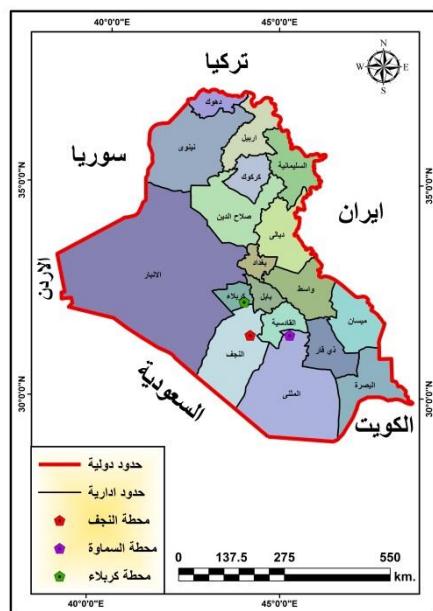 40°0'0"E 45°0'0"E
N
W E
S
تركيا
دهوك
سوريا
نينوى
اربيل
السليمانية
كركوك
35°0'0"N 35°0'0"N
ايران
صلاح الدين
ديالى
الاردن
الانبار
بغداد
واسط
كربلاء
بابل
ميسان
القادسية
النجف
ذي قار
السعودية
المثنى
البصرة
30°0'0"N 30°0'0"N
الكويت
حدود دولية
حدود ادارية
محطة النجف
محطة السماوة
محطة كربلاء
0 137.5 275 550
km.
40°0'0"E 45°0'0"E